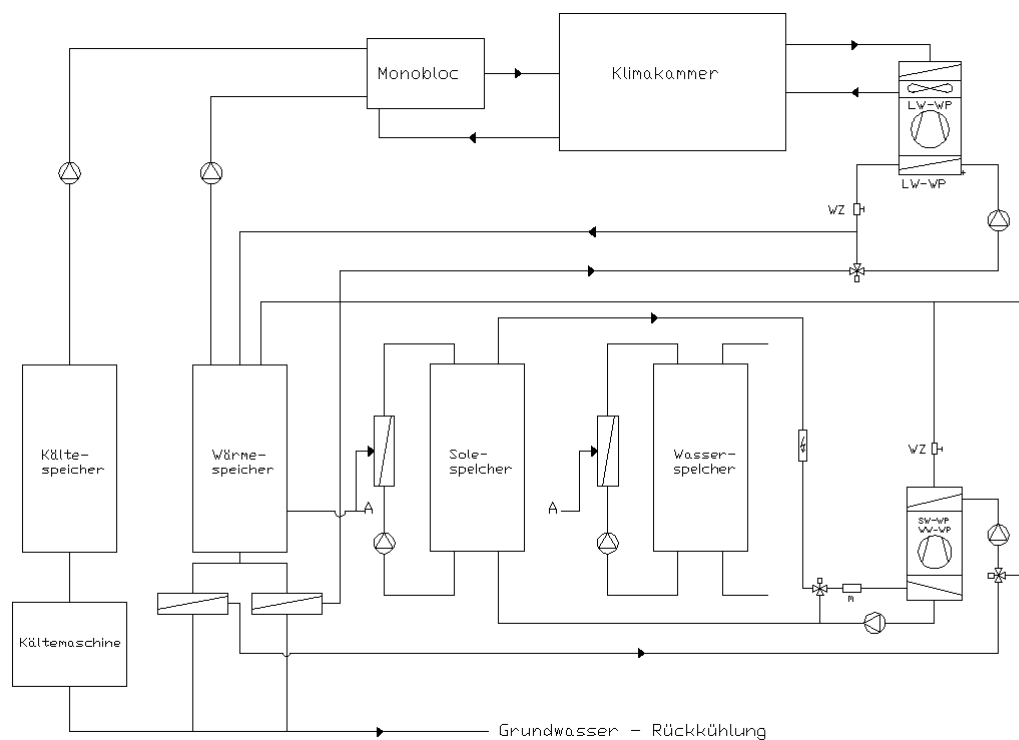 Monobloc
Klimakammer
LW-WP
LW-WP
WZ
Kälte-
speicher
Wärme-
speicher
A
Sole-
speicher
A
Wasser-
speicher
WZ
SW-WP
WW-WP
m
Kältemaschine
Grundwasser - Rückkühlung